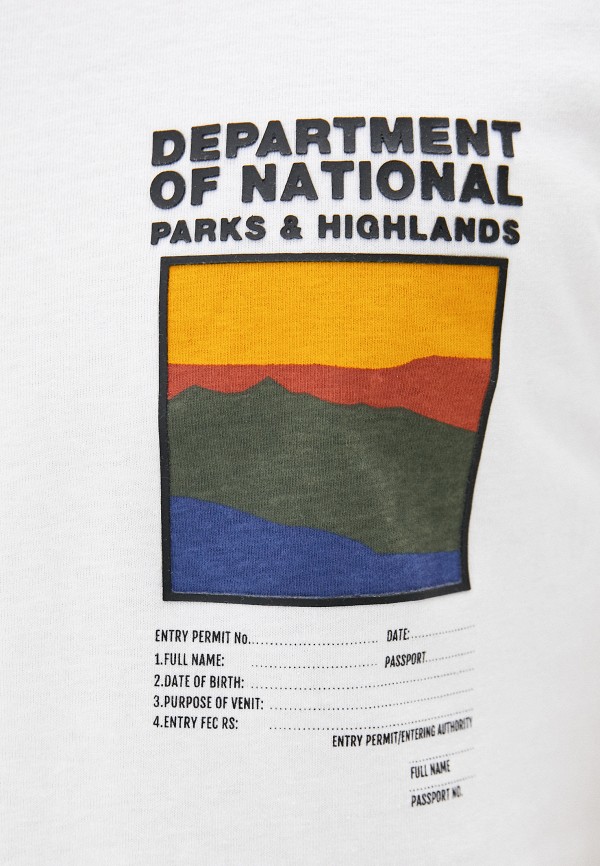 DEPARTMENT
OF NATIONAL
PARKS & HIGHLANDS
ENTRY PERMIT No. DATE:
1.FULL NAME: PASSPORT
2.DATE OF BIRTH:
3.PURPOSE OF VENIT:
4.ENTRY FEC RS:
ENTRY PERMIT/ENTERING AUTHORITY
FULL NAME
PASSPORT NO.